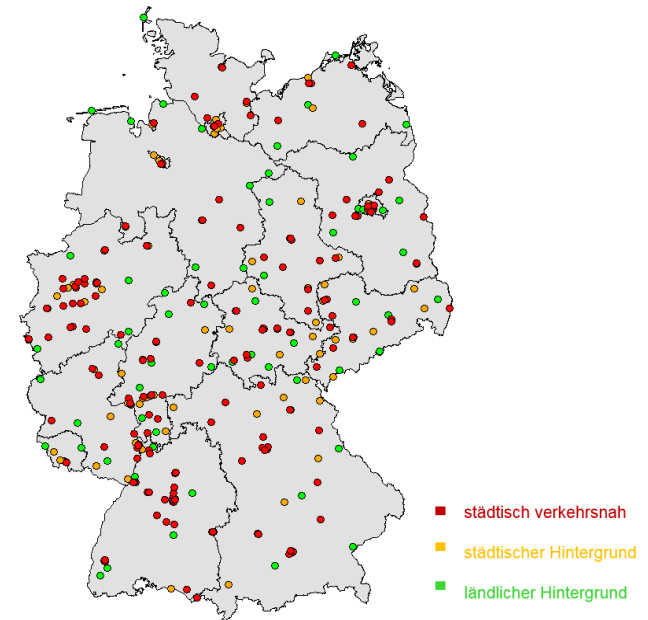 städtisch verkehrsnah
städtischer Hintergrund
ländlicher Hintergrund